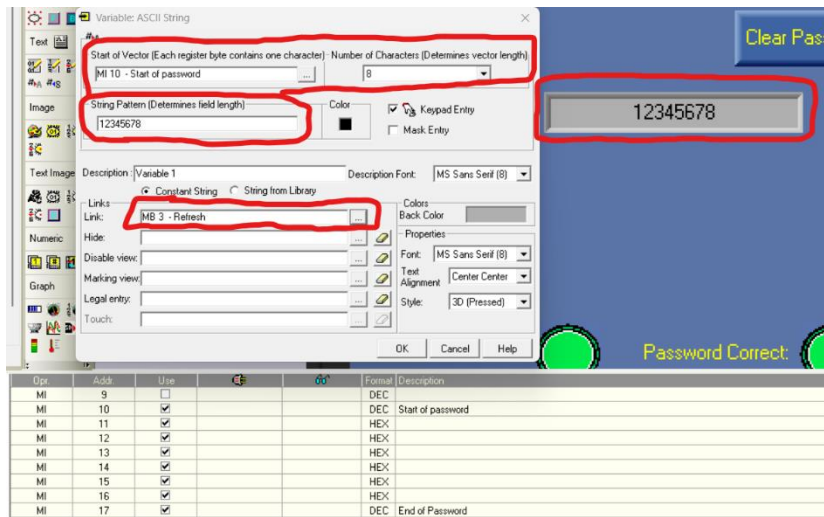 Variable: ASCII String
Clear Pas
Text
Start of Vector (Each register byte contains one character)
Number of Characters (Determines vector length)
MI 10 - Start of password
...
8
#A #S
Image
String Pattern (Determines field length)
12345678
Color
Keypad Entry
Mask Entry
12345678
Text Image
Description :
Variable 1
Description Font:
MS Sans Serif (8)
Constant String
String from Library
Links
Link:
MB 3 - Refresh
...
Colors
Back Color
Numeric
Hide:
...
Properties
Disable view:
...
Font:
MS Sans Serif (8)
Graph
Marking view:
...
Text Alignment
Center Center
Legal entry:
...
Style:
3D (Pressed)
Touch:
...
OK
Cancel
Help
Password Correct:
Opr. Addr. Use Format Description
MI 9 DEC
MI 10 DEC Start of password
MI 11 HEX
MI 12 HEX
MI 13 HEX
MI 14 HEX
MI 15 HEX
MI 16 HEX
MI 17 DEC End of Password